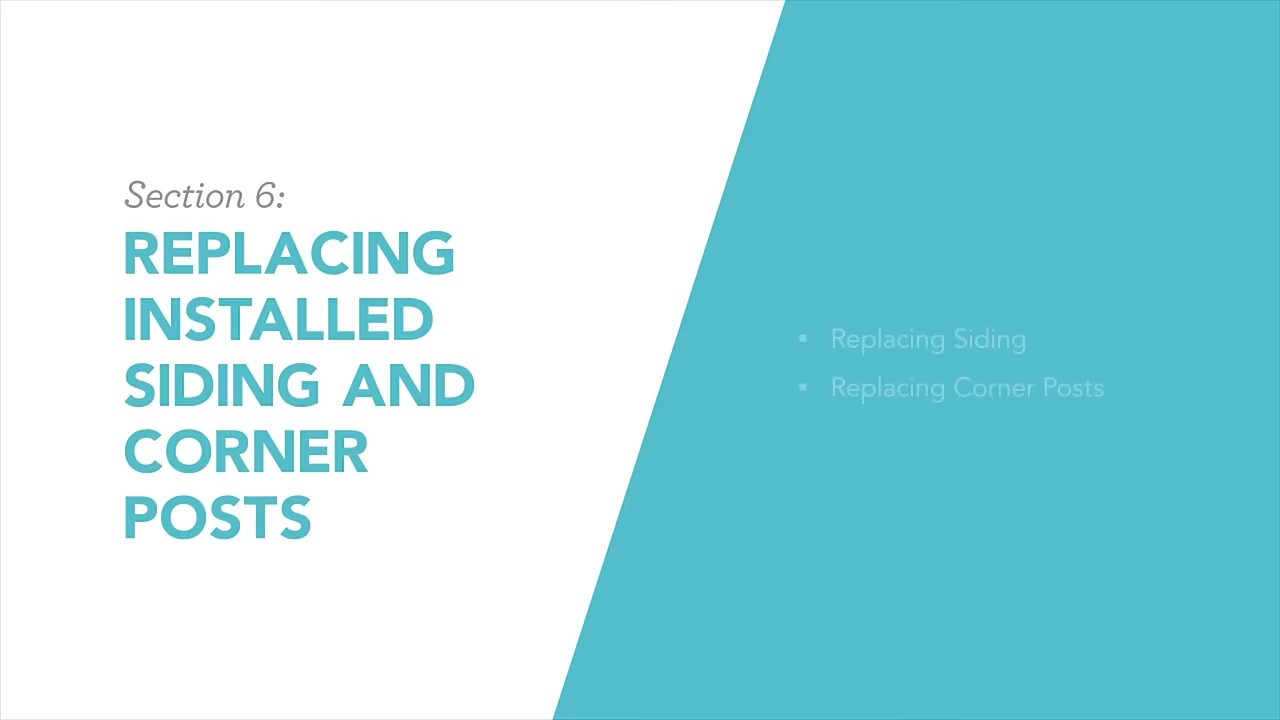 Section 6:
REPLACING
INSTALLED
SIDING AND
CORNER
POSTS
▪ Replacing Siding
▪ Replacing Corner Posts